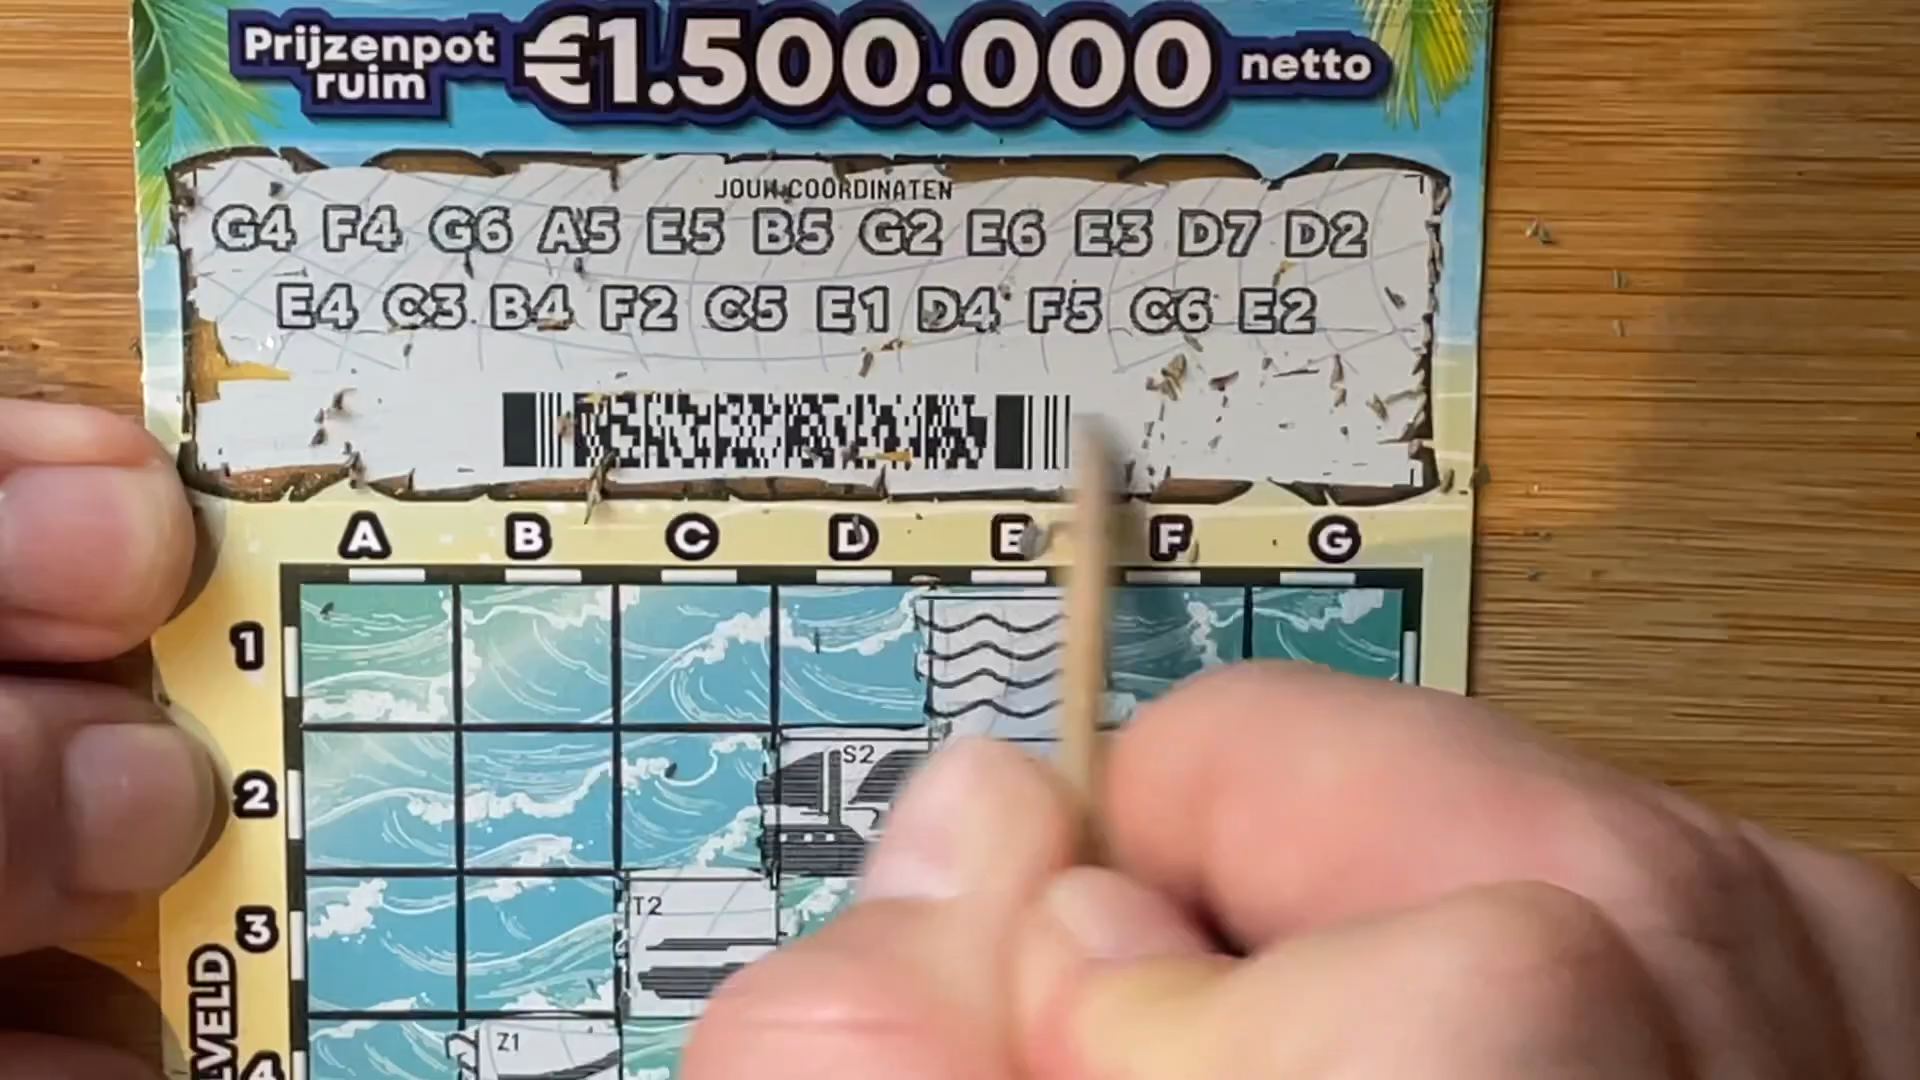 Prijzenpot
ruim
€1.500.000 netto
JOUW COORDINATEN
G4 F4 G6 A5 E5 B5 G2 E6 E3 D7 D2
E4 C3 B4 F2 C5 E1 D4 F5 C6 E2
A B C D E F G
1
2
S2
3
T2
4
Z1
LVELD